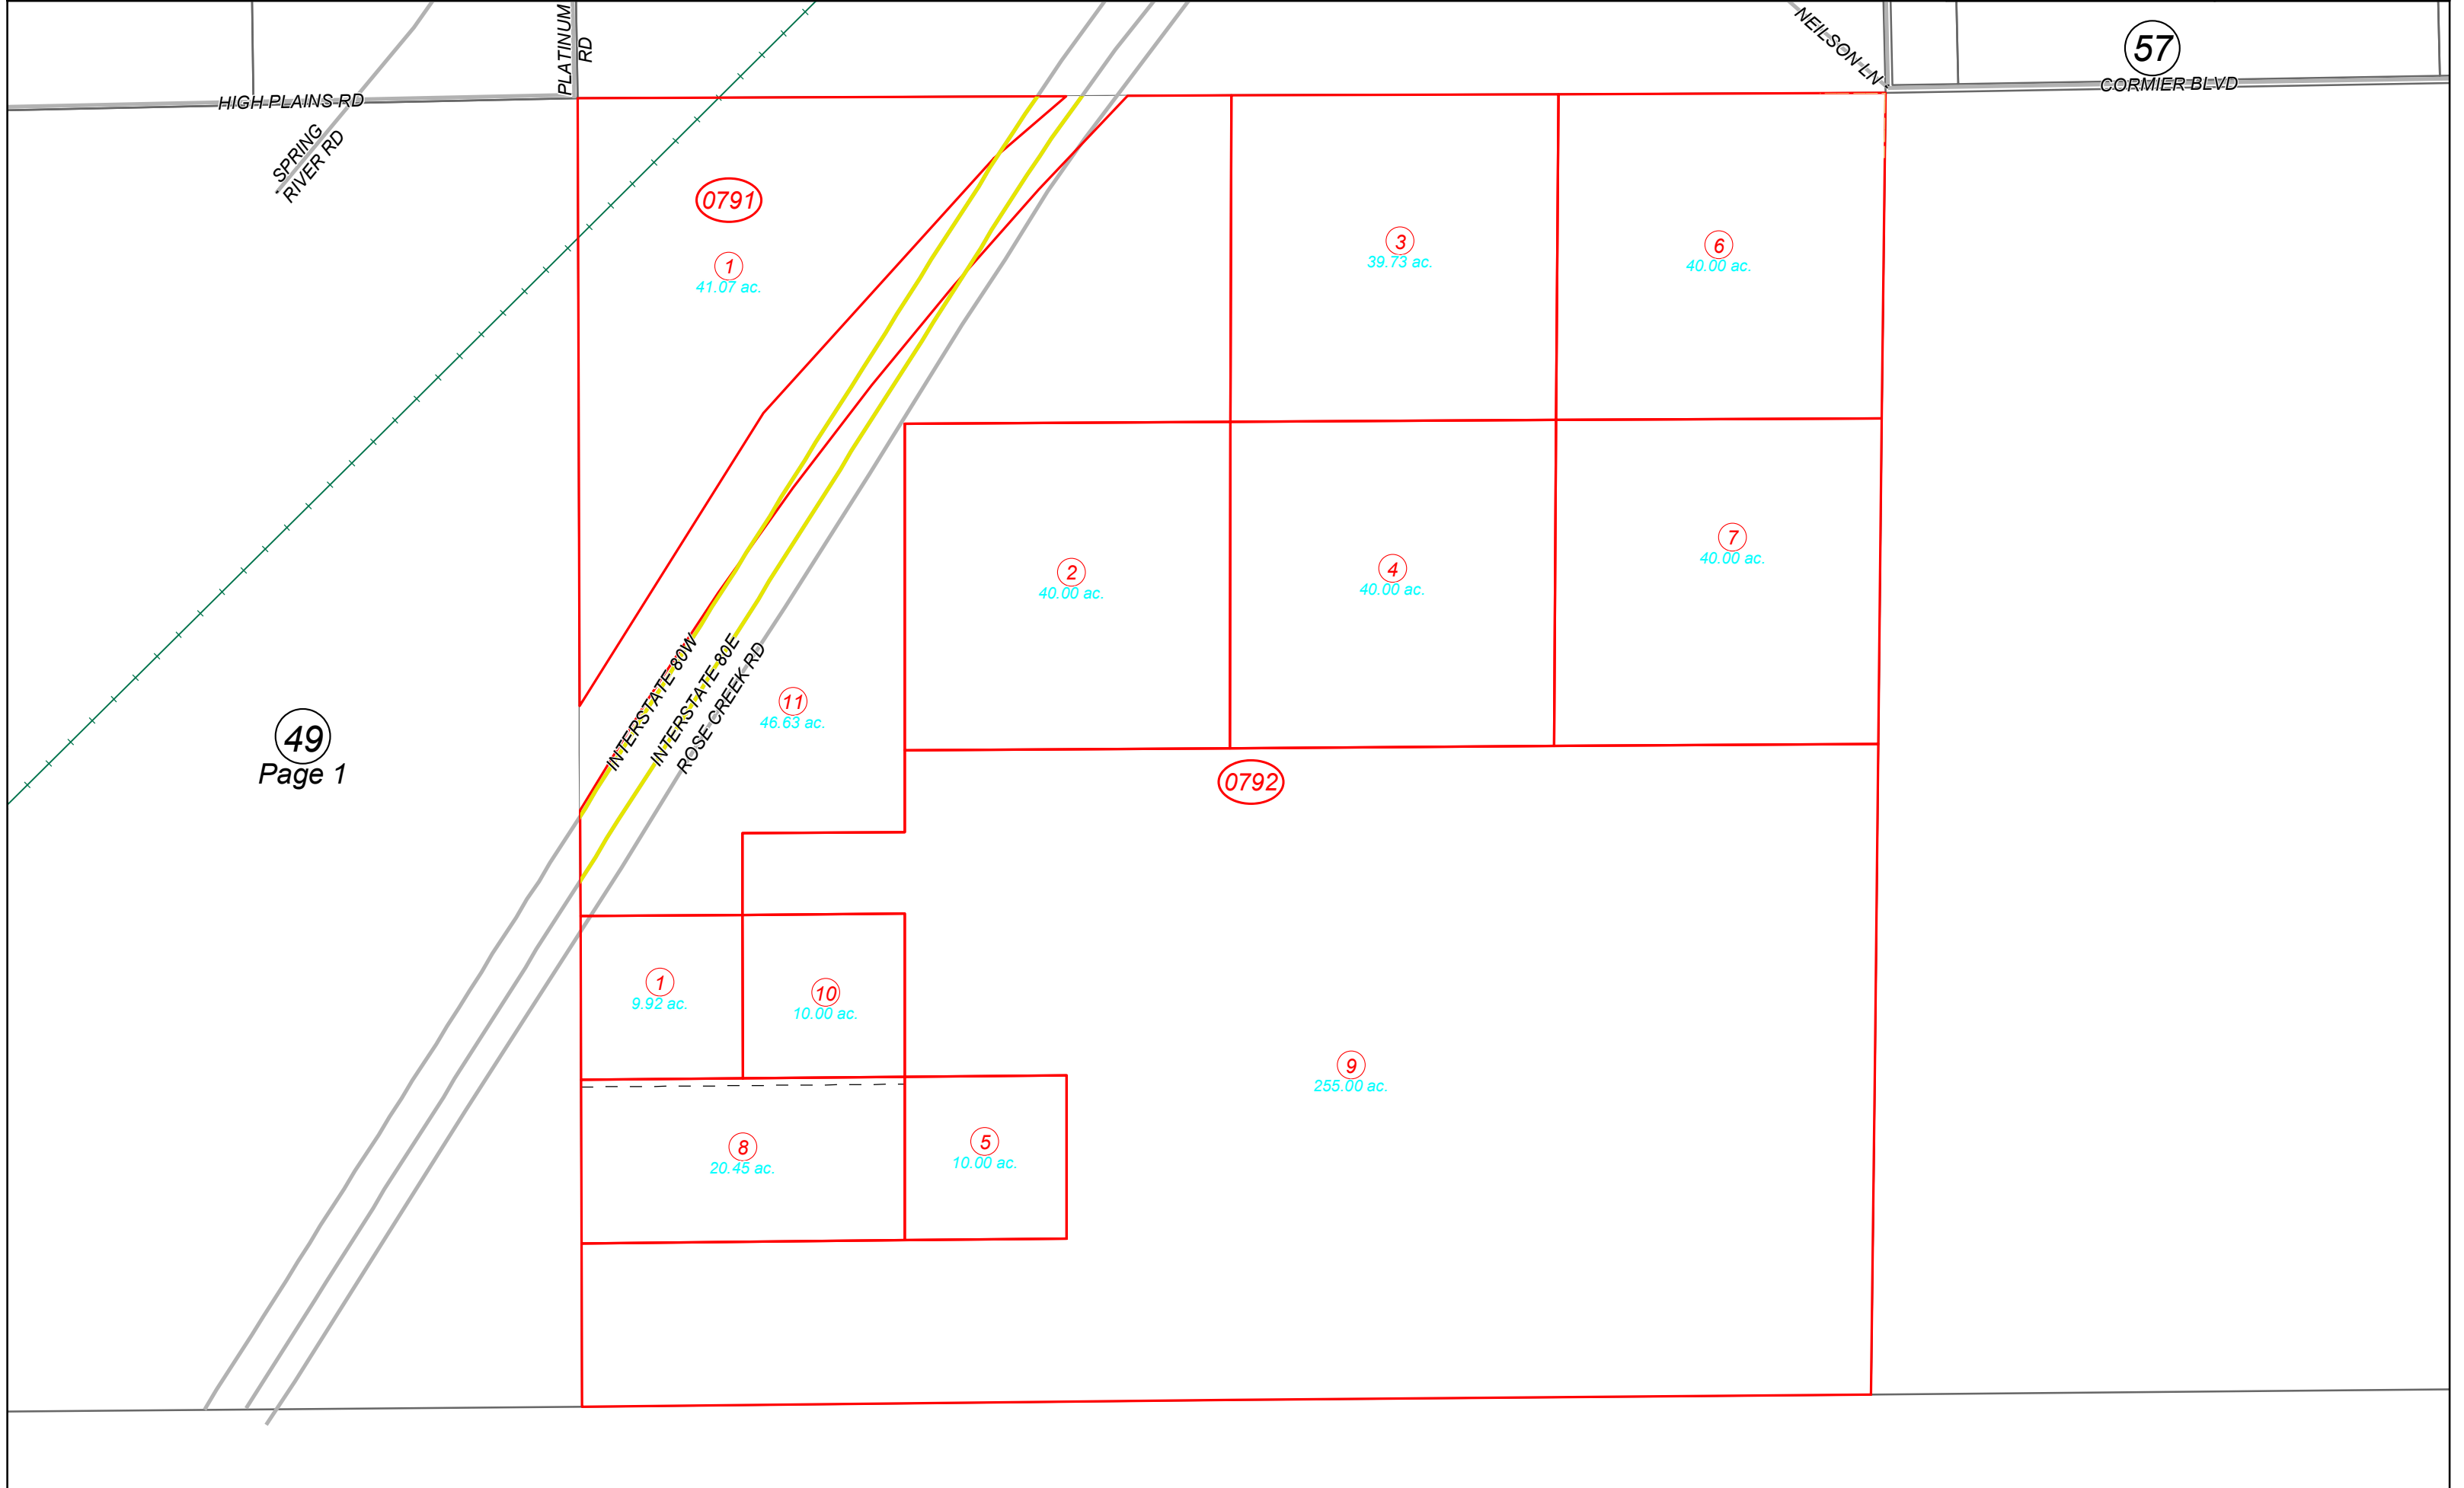 PLATINUM
RD
NEILSON LN
57
CORMIER BLVD
HIGH PLAINS RD
SPRING
RIVER RD
0791
1
41.07 ac.
3
39.73 ac.
6
40.00 ac.
2
40.00 ac.
4
40.00 ac.
7
40.00 ac.
INTERSTATE 80W
INTERSTATE 80E
ROSE CREEK RD
11
46.63 ac.
49
Page 1
0792
1
9.92 ac.
10
10.00 ac.
9
255.00 ac.
8
20.45 ac.
5
10.00 ac.